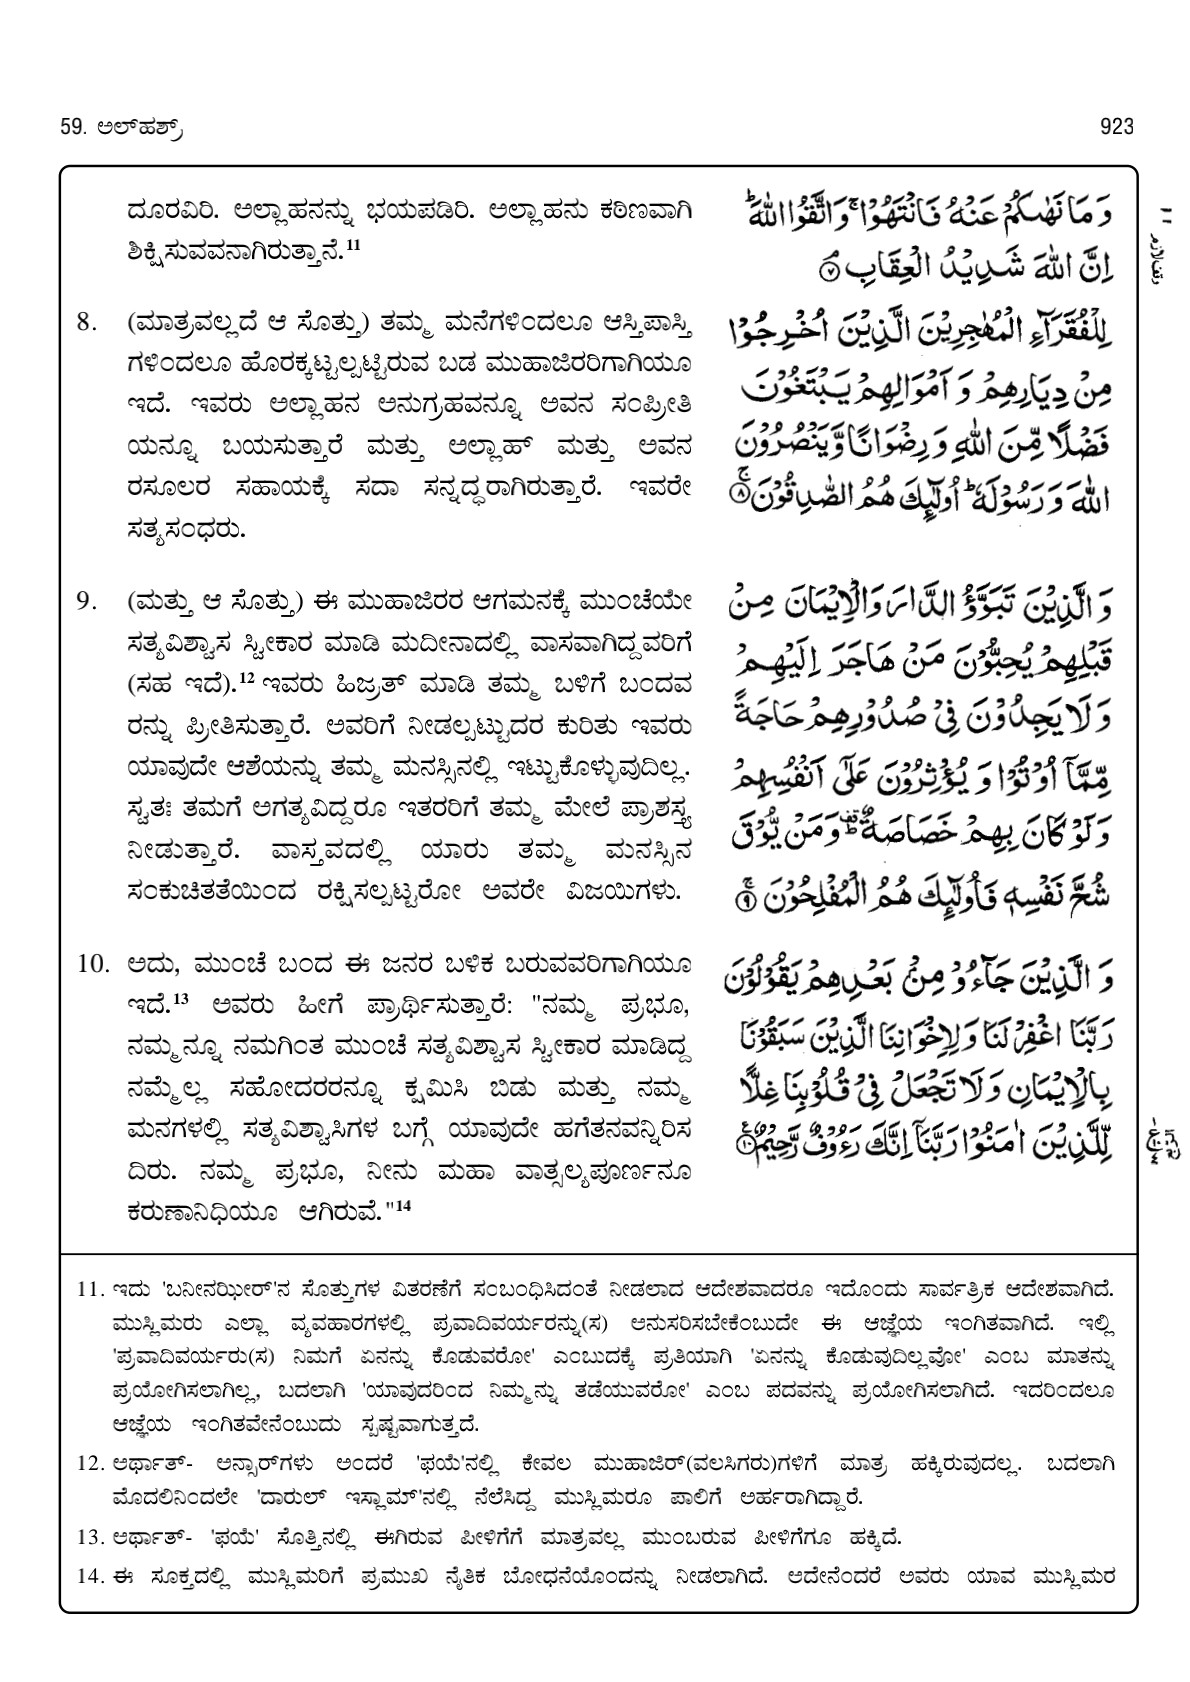 59. ಅಲ್‌ಹಶ್ರ್
923
ದೂರವಿರಿ. ಅಲ್ಲಾಹನನ್ನು ಭಯಪಡಿರಿ. ಅಲ್ಲಾಹನು ಕಠಿಣವಾಗಿ
ಶಿಕ್ಷಿಸುವವನಾಗಿರುತ್ತಾನೆ.11
8. (ಮಾತ್ರವಲ್ಲದೆ ಆ ಸೊತ್ತು) ತಮ್ಮ ಮನೆಗಳಿಂದಲೂ ಆಸ್ತಿಪಾಸ್ತಿ
ಗಳಿಂದಲೂ ಹೊರಕ್ಕಟ್ಟಲ್ಪಟ್ಟಿರುವ ಬಡ ಮುಹಾಜಿರರಿಗಾಗಿಯೂ
ಇದೆ. ಇವರು ಅಲ್ಲಾಹನ ಅನುಗ್ರಹವನ್ನೂ ಅವನ ಸಂಪ್ರೀತಿ
ಯನ್ನೂ ಬಯಸುತ್ತಾರೆ ಮತ್ತು ಅಲ್ಲಾಹ್ ಮತ್ತು ಅವನ
ರಸೂಲರ ಸಹಾಯಕ್ಕೆ ಸದಾ ಸನ್ನದ್ಧರಾಗಿರುತ್ತಾರೆ. ಇವರೇ
ಸತ್ಯಸಂಧರು.
9. (ಮತ್ತು ಆ ಸೊತ್ತು) ಈ ಮುಹಾಜಿರರ ಆಗಮನಕ್ಕೆ ಮುಂಚೆಯೇ
ಸತ್ಯವಿಶ್ವಾಸ ಸ್ವೀಕಾರ ಮಾಡಿ ಮದೀನಾದಲ್ಲಿ ವಾಸವಾಗಿದ್ದವರಿಗೆ
(ಸಹ ಇದೆ).12 ಇವರು ಹಿಜ್ರತ್ ಮಾಡಿ ತಮ್ಮ ಬಳಿಗೆ ಬಂದವ
ರನ್ನು ಪ್ರೀತಿಸುತ್ತಾರೆ. ಅವರಿಗೆ ನೀಡಲ್ಪಟ್ಟುದರ ಕುರಿತು ಇವರು
ಯಾವುದೇ ಆಶೆಯನ್ನು ತಮ್ಮ ಮನಸ್ಸಿನಲ್ಲಿ ಇಟ್ಟುಕೊಳ್ಳುವುದಿಲ್ಲ.
ಸ್ವತಃ ತಮಗೆ ಅಗತ್ಯವಿದ್ದರೂ ಇತರರಿಗೆ ತಮ್ಮ ಮೇಲೆ ಪ್ರಾಶಸ್ತ್ಯ
ನೀಡುತ್ತಾರೆ. ವಾಸ್ತವದಲ್ಲಿ ಯಾರು ತಮ್ಮ ಮನಸ್ಸಿನ
ಸಂಕುಚಿತತೆಯಿಂದ ರಕ್ಷಿಸಲ್ಪಟ್ಟರೋ ಅವರೇ ವಿಜಯಿಗಳು.
10. ಅದು, ಮುಂಚೆ ಬಂದ ಈ ಜನರ ಬಳಿಕ ಬರುವವರಿಗಾಗಿಯೂ
ಇದೆ.13 ಅವರು ಹೀಗೆ ಪ್ರಾರ್ಥಿಸುತ್ತಾರೆ: "ನಮ್ಮ ಪ್ರಭೂ,
ನಮ್ಮನ್ನೂ ನಮಗಿಂತ ಮುಂಚೆ ಸತ್ಯವಿಶ್ವಾಸ ಸ್ವೀಕಾರ ಮಾಡಿದ್ದ
ನಮ್ಮೆಲ್ಲ ಸಹೋದರರನ್ನೂ ಕ್ಷಮಿಸಿ ಬಿಡು ಮತ್ತು ನಮ್ಮ
ಮನಗಳಲ್ಲಿ ಸತ್ಯವಿಶ್ವಾಸಿಗಳ ಬಗ್ಗೆ ಯಾವುದೇ ಹಗೆತನವನ್ನಿರಿಸ
ದಿರು. ನಮ್ಮ ಪ್ರಭೂ, ನೀನು ಮಹಾ ವಾತ್ಸಲ್ಯಪೂರ್ಣನೂ
ಕರುಣಾನಿಧಿಯೂ ಆಗಿರುವೆ."14
وَمَا نَهٰىكُمْ عَنْهُ فَانْتَهُوْا ۚ وَاتَّقُوا اللّٰهَ ؕ
اِنَّ اللّٰهَ شَدِيْدُ الْعِقَابِ ۘ ۷
لِلْفُقَرَآءِ الْمُهٰجِرِيْنَ الَّذِيْنَ اُخْرِجُوْا
مِنْ دِيَارِهِمْ وَاَمْوَالِهِمْ يَبْتَغُوْنَ
فَضْلًا مِّنَ اللّٰهِ وَرِضْوَانًا وَّيَنْصُرُوْنَ
اللّٰهَ وَرَسُوْلَهٗ ؕ اُولٰٓئِكَ هُمُ الصّٰدِقُوْنَ ۚ ۸
وَالَّذِيْنَ تَبَوَّؤُ الدَّارَ وَالْاِيْمَانَ مِنْ
قَبْلِهِمْ يُحِبُّوْنَ مَنْ هَاجَرَ اِلَيْهِمْ
وَلَا يَجِدُوْنَ فِيْ صُدُوْرِهِمْ حَاجَةً
مِّمَّآ اُوْتُوْا وَيُؤْثِرُوْنَ عَلٰٓى اَنْفُسِهِمْ
وَلَوْ كَانَ بِهِمْ خَصَاصَةٌ ؕ وَمَنْ يُّوْقَ
شُحَّ نَفْسِهٖ فَاُولٰٓئِكَ هُمُ الْمُفْلِحُوْنَ ۚ ۹
وَالَّذِيْنَ جَآءُوْ مِنْۢ بَعْدِهِمْ يَقُوْلُوْنَ
رَبَّنَا اغْفِرْ لَنَا وَلِاِخْوَانِنَا الَّذِيْنَ سَبَقُوْنَا
بِالْاِيْمَانِ وَلَا تَجْعَلْ فِيْ قُلُوْبِنَا غِلًّا
لِّلَّذِيْنَ اٰمَنُوْا رَبَّنَآ اِنَّكَ رَءُوْفٌ رَّحِيْمٌ ۱۰
وقف لازم
11. ಇದು 'ಬನೀನಝೀರ್'ನ ಸೊತ್ತುಗಳ ವಿತರಣೆಗೆ ಸಂಬಂಧಿಸಿದಂತೆ ನೀಡಲಾದ ಆದೇಶವಾದರೂ ಇದೊಂದು ಸಾರ್ವತ್ರಿಕ ಆದೇಶವಾಗಿದೆ.
ಮುಸ್ಲಿಮರು ಎಲ್ಲಾ ವ್ಯವಹಾರಗಳಲ್ಲಿ ಪ್ರವಾದಿವರ್ಯರನ್ನು(ಸ) ಅನುಸರಿಸಬೇಕೆಂಬುದೇ ಈ ಆಜ್ಞೆಯ ಇಂಗಿತವಾಗಿದೆ. ಇಲ್ಲಿ
'ಪ್ರವಾದಿವರ್ಯರು(ಸ) ನಿಮಗೆ ಏನನ್ನು ಕೊಡುವರೋ' ಎಂಬುದಕ್ಕೆ ಪ್ರತಿಯಾಗಿ 'ಏನನ್ನು ಕೊಡುವುದಿಲ್ಲವೋ' ಎಂಬ ಮಾತನ್ನು
ಪ್ರಯೋಗಿಸಲಾಗಿಲ್ಲ, ಬದಲಾಗಿ 'ಯಾವುದರಿಂದ ನಿಮ್ಮನ್ನು ತಡೆಯುವರೋ' ಎಂಬ ಪದವನ್ನು ಪ್ರಯೋಗಿಸಲಾಗಿದೆ. ಇದರಿಂದಲೂ
ಆಜ್ಞೆಯ ಇಂಗಿತವೇನೆಂಬುದು ಸ್ಪಷ್ಟವಾಗುತ್ತದೆ.
12. ಅರ್ಥಾತ್- ಅನ್ಸಾರ್‌ಗಳು ಅಂದರೆ 'ಫಯೆ'ನಲ್ಲಿ ಕೇವಲ ಮುಹಾಜಿರ್(ವಲಸಿಗರು)ಗಳಿಗೆ ಮಾತ್ರ ಹಕ್ಕಿರುವುದಲ್ಲ. ಬದಲಾಗಿ
ಮೊದಲಿನಿಂದಲೇ 'ದಾರುಲ್ ಇಸ್ಲಾಮ್'ನಲ್ಲಿ ನೆಲೆಸಿದ್ದ ಮುಸ್ಲಿಮರೂ ಪಾಲಿಗೆ ಅರ್ಹರಾಗಿದ್ದಾರೆ.
13. ಅರ್ಥಾತ್- 'ಫಯೆ' ಸೊತ್ತಿನಲ್ಲಿ ಈಗಿರುವ ಪೀಳಿಗೆಗೆ ಮಾತ್ರವಲ್ಲ ಮುಂಬರುವ ಪೀಳಿಗೆಗೂ ಹಕ್ಕಿದೆ.
14. ಈ ಸೂಕ್ತದಲ್ಲಿ ಮುಸ್ಲಿಮರಿಗೆ ಪ್ರಮುಖ ನೈತಿಕ ಬೋಧನೆಯೊಂದನ್ನು ನೀಡಲಾಗಿದೆ. ಅದೇನೆಂದರೆ ಅವರು ಯಾವ ಮುಸ್ಲಿಮರ